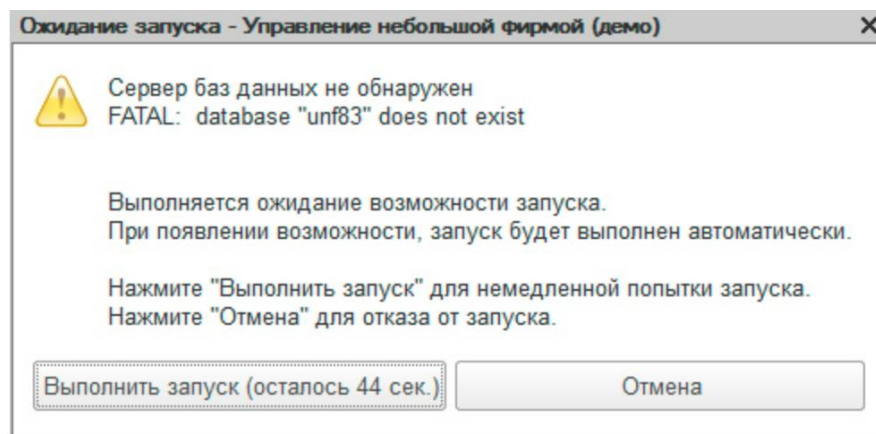 Ожидание запуска - Управление небольшой фирмой (демо)
Сервер баз данных не обнаружен
FATAL: database "unf83" does not exist
Выполняется ожидание возможности запуска.
При появлении возможности, запуск будет выполнен автоматически.
Нажмите "Выполнить запуск" для немедленной попытки запуска.
Нажмите "Отмена" для отказа от запуска.
Выполнить запуск (осталось 44 сек.)
Отмена